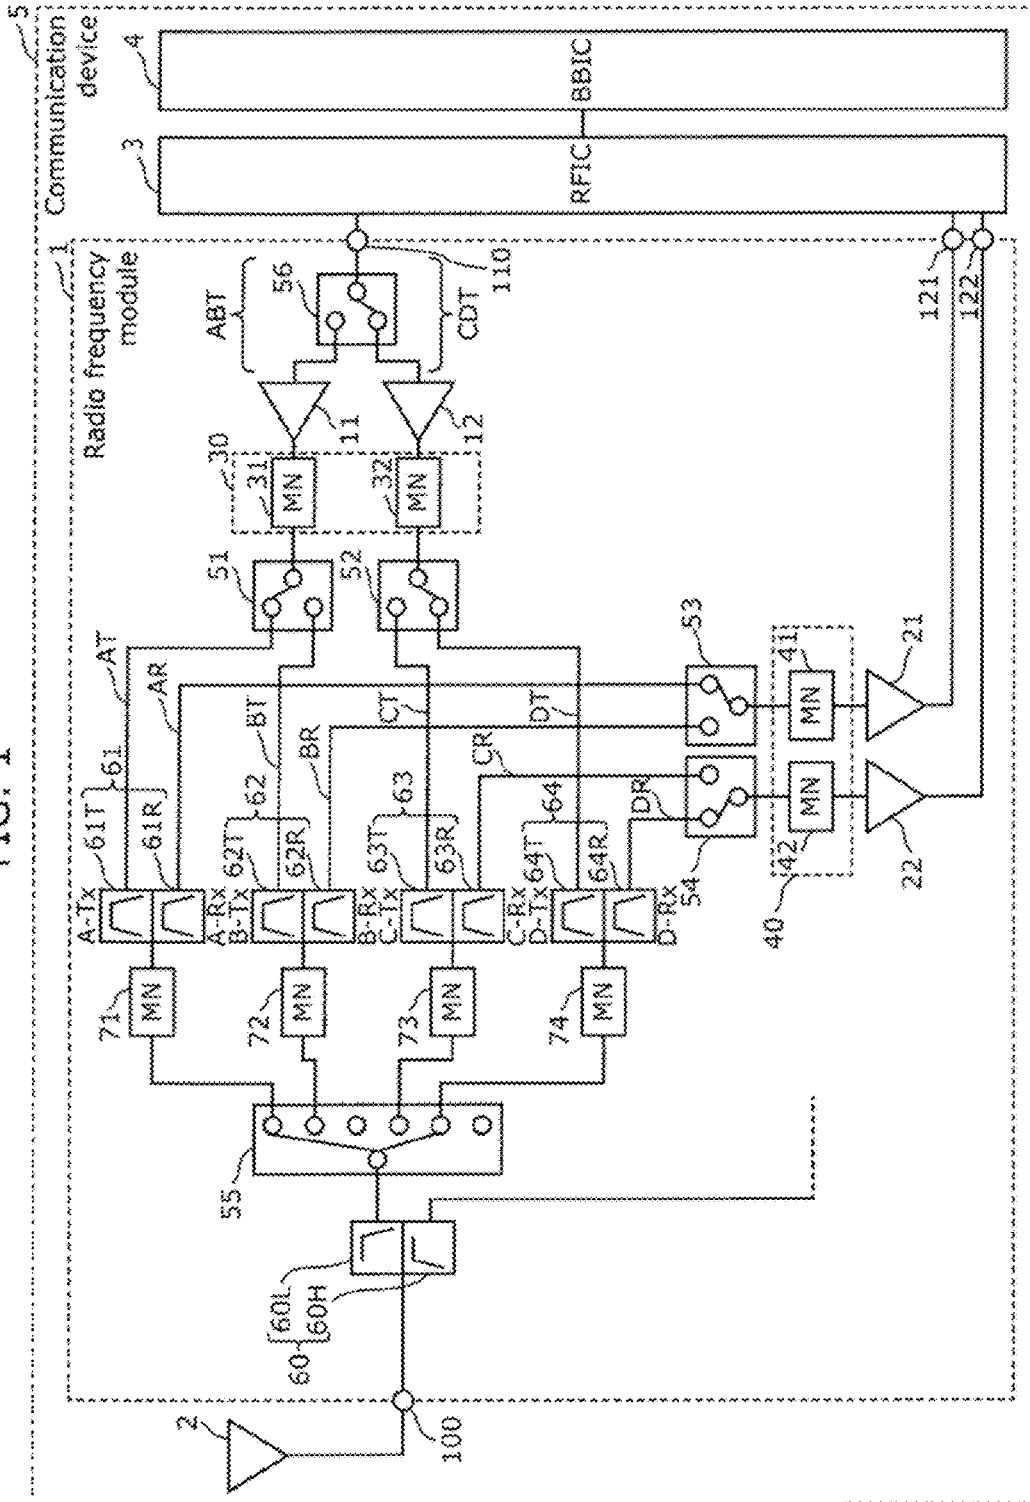 FIG. 1
5
Communication
device
4
BBIC
3
RFIC
1
Radio frequency
module
110
121
122
ABT
56
CDT
11
12
30
31
MN
32
MN
51
52
AT
AR
BT
BR
CT
CR
DT
DR
53
54
41
MN
42
MN
40
21
22
61
61T
61R
A-Tx
A-Rx
62
62T
62R
B-Tx
B-Rx
63
63T
63R
C-Tx
C-Rx
64
64T
64R
D-Tx
D-Rx
71
MN
72
MN
73
MN
74
MN
55
60L
60H
60
2
100